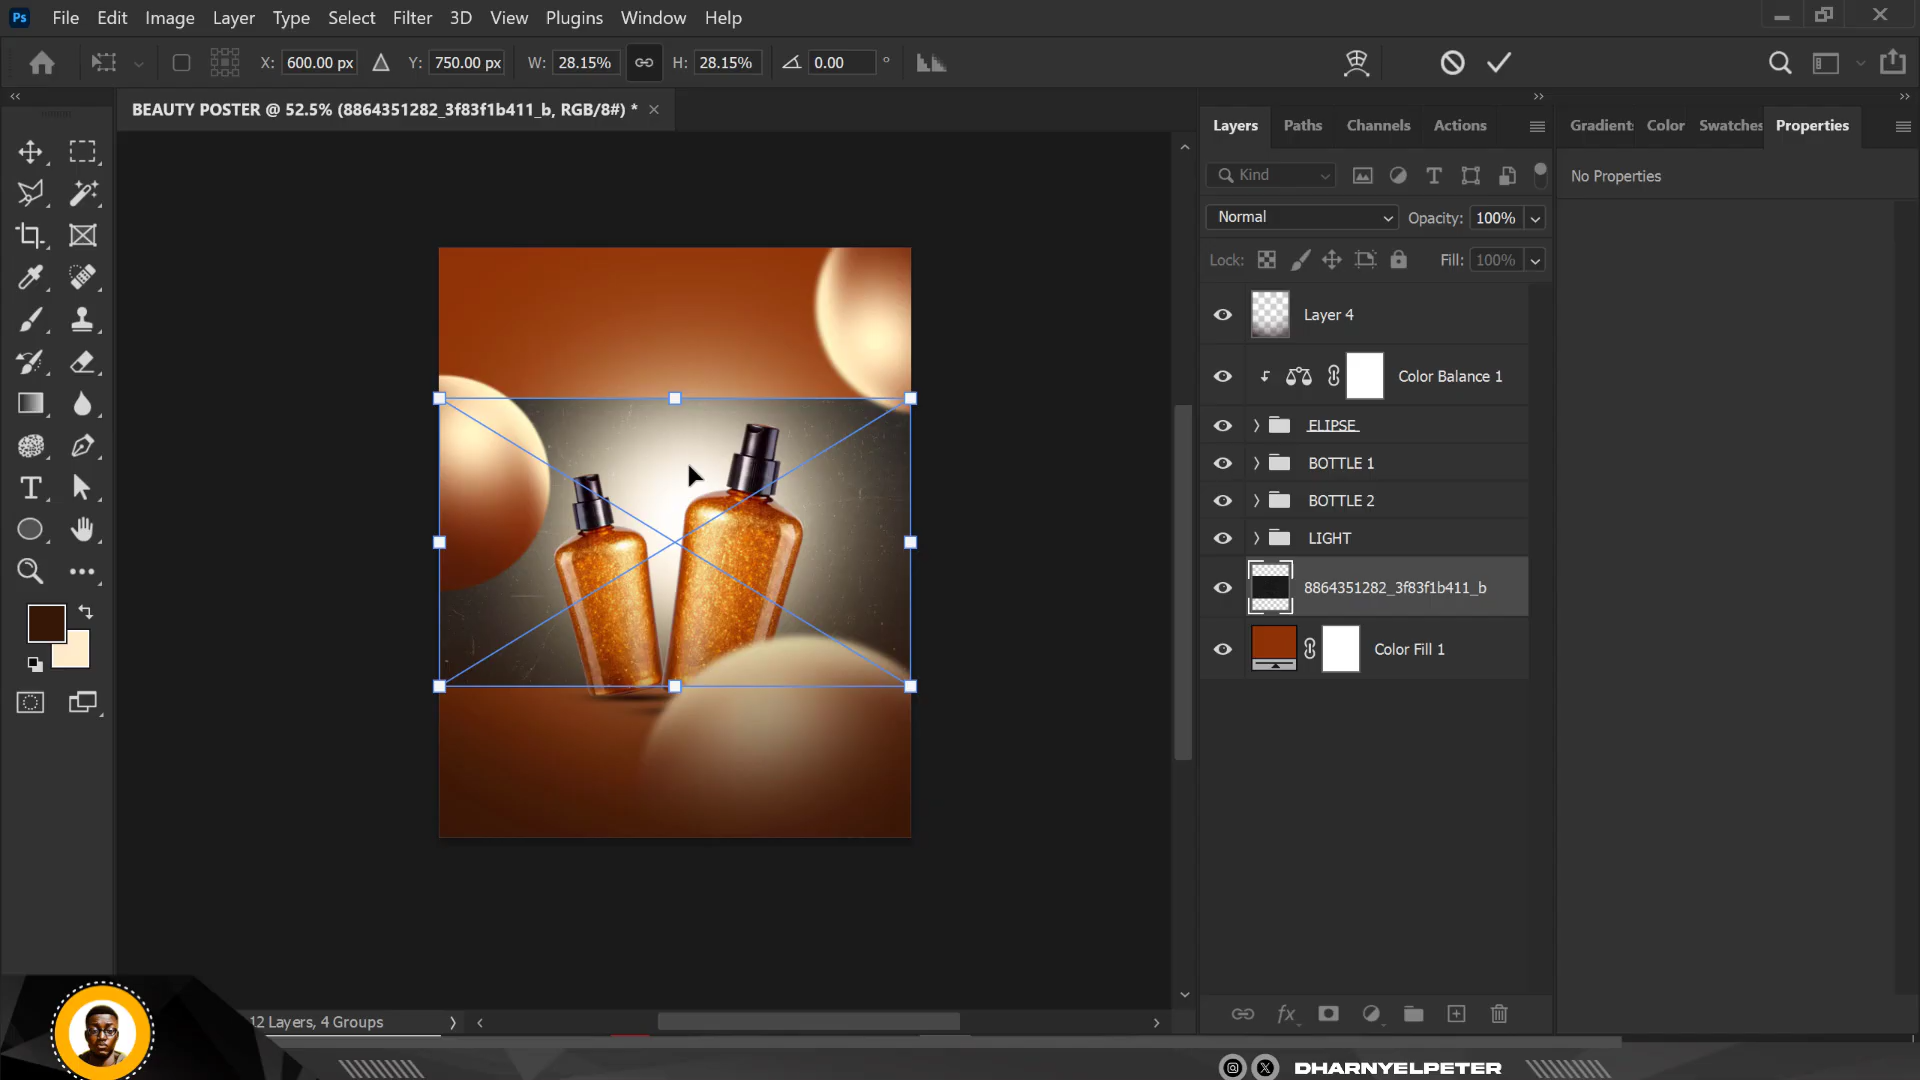 Ps File Edit Image Layer Type Select Filter 3D View Plugins Window Help
X: 600.00 px Y: 750.00 px W: 28.15% H: 28.15% 0.00 °
BEAUTY POSTER @ 52.5% (8864351282_3f83f1b411_b, RGB/8#) *
Layers Paths Channels Actions
Gradient Color Swatches Properties
Kind
No Properties
Normal Opacity: 100%
Lock: Fill: 100%
Layer 4
Color Balance 1
ELIPSE
BOTTLE 1
BOTTLE 2
LIGHT
8864351282_3f83f1b411_b
Color Fill 1
12 Layers, 4 Groups
DHARNYELPETER